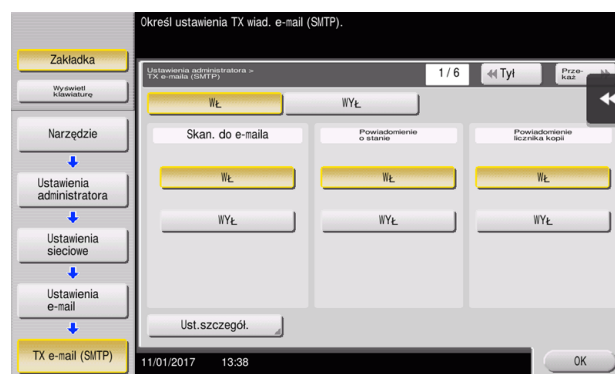 Określ ustawienia TX wiad. e-mail (SMTP).
Zakładka
Wyświetl
klawiaturę
Narzędzie
Ustawienia
administratora
Ustawienia
sieciowe
Ustawienia
e-mail
TX e-mail (SMTP)
Ustawienia administratora >
TX e-maila (SMTP)
1/ 6
Tył
Prze-
każ
WŁ
WYŁ
Skan. do e-maila
WŁ
WYŁ
Powiadomienie
o stanie
WŁ
WYŁ
Powiadomienie
licznika kopii
WŁ
WYŁ
Ust.szczegół.
11/01/2017 13:38
OK